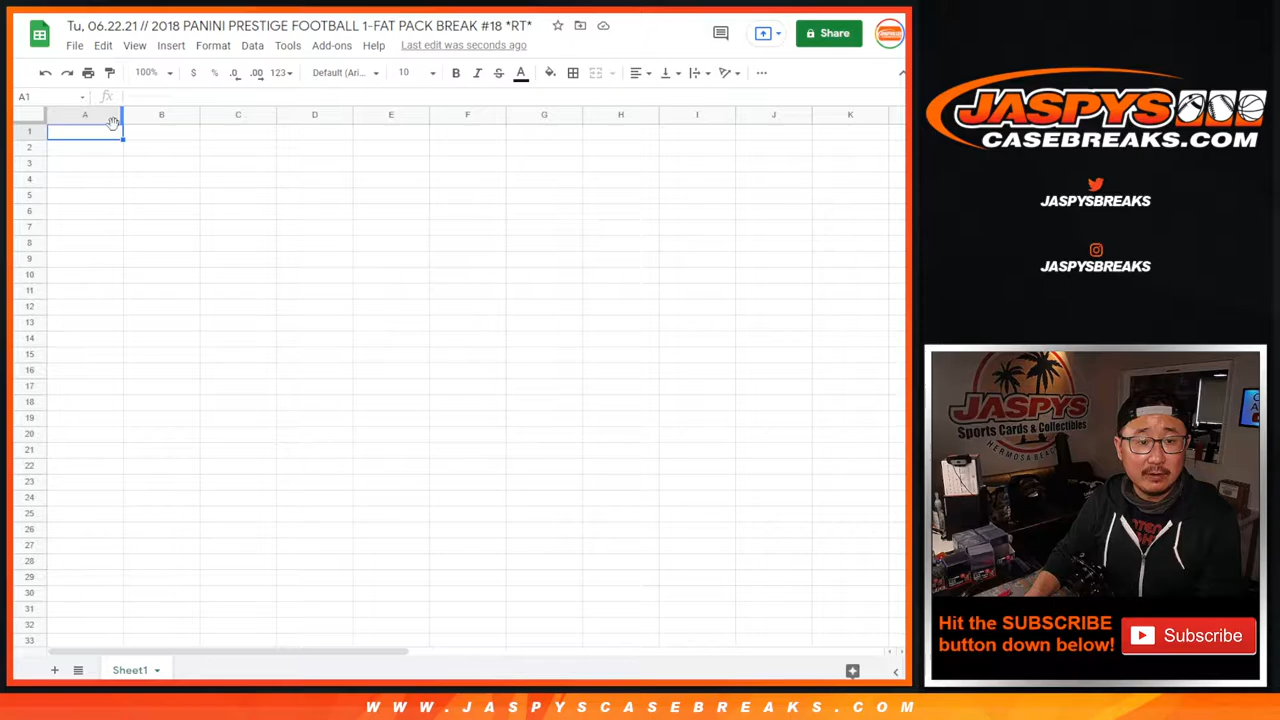 Tu, 06.22.21 // 2018 PANINI PRESTIGE FOOTBALL 1-FAT PACK BREAK #18 *RT*
File Edit View Insert Format Data Tools Add-ons Help Last edit was seconds ago
Share
100% $ % .0 .00 123 Default (Ari... 10 B I S A
A1 fx
A B C D E F G H I J K
1
2
3
4
5
6
7
8
9
10
11
12
13
14
15
16
17
18
19
20
21
22
23
24
25
26
27
28
29
30
31
32
33
Sheet1
JASPYS
CASEBREAKS.COM
JASPYSBREAKS
JASPYSBREAKS
JASPYS
Sports Cards & Collectibles
HERMOSA BEAC
Hit the SUBSCRIBE
button down below!
Subscribe
WWW.JASPYSCASEBREAKS.COM